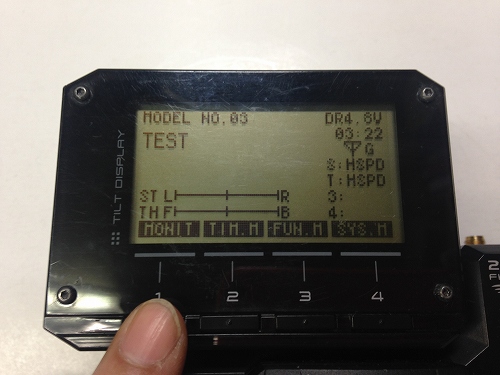 MODEL NO.03 DR4.8V
TEST 03:22
G
S:HSPD
T:HSPD
ST L R 3:
TH F B 4:
MONIT TIM.M FUN.M SYS.M
1 2 3 4
TILT DISPLAY